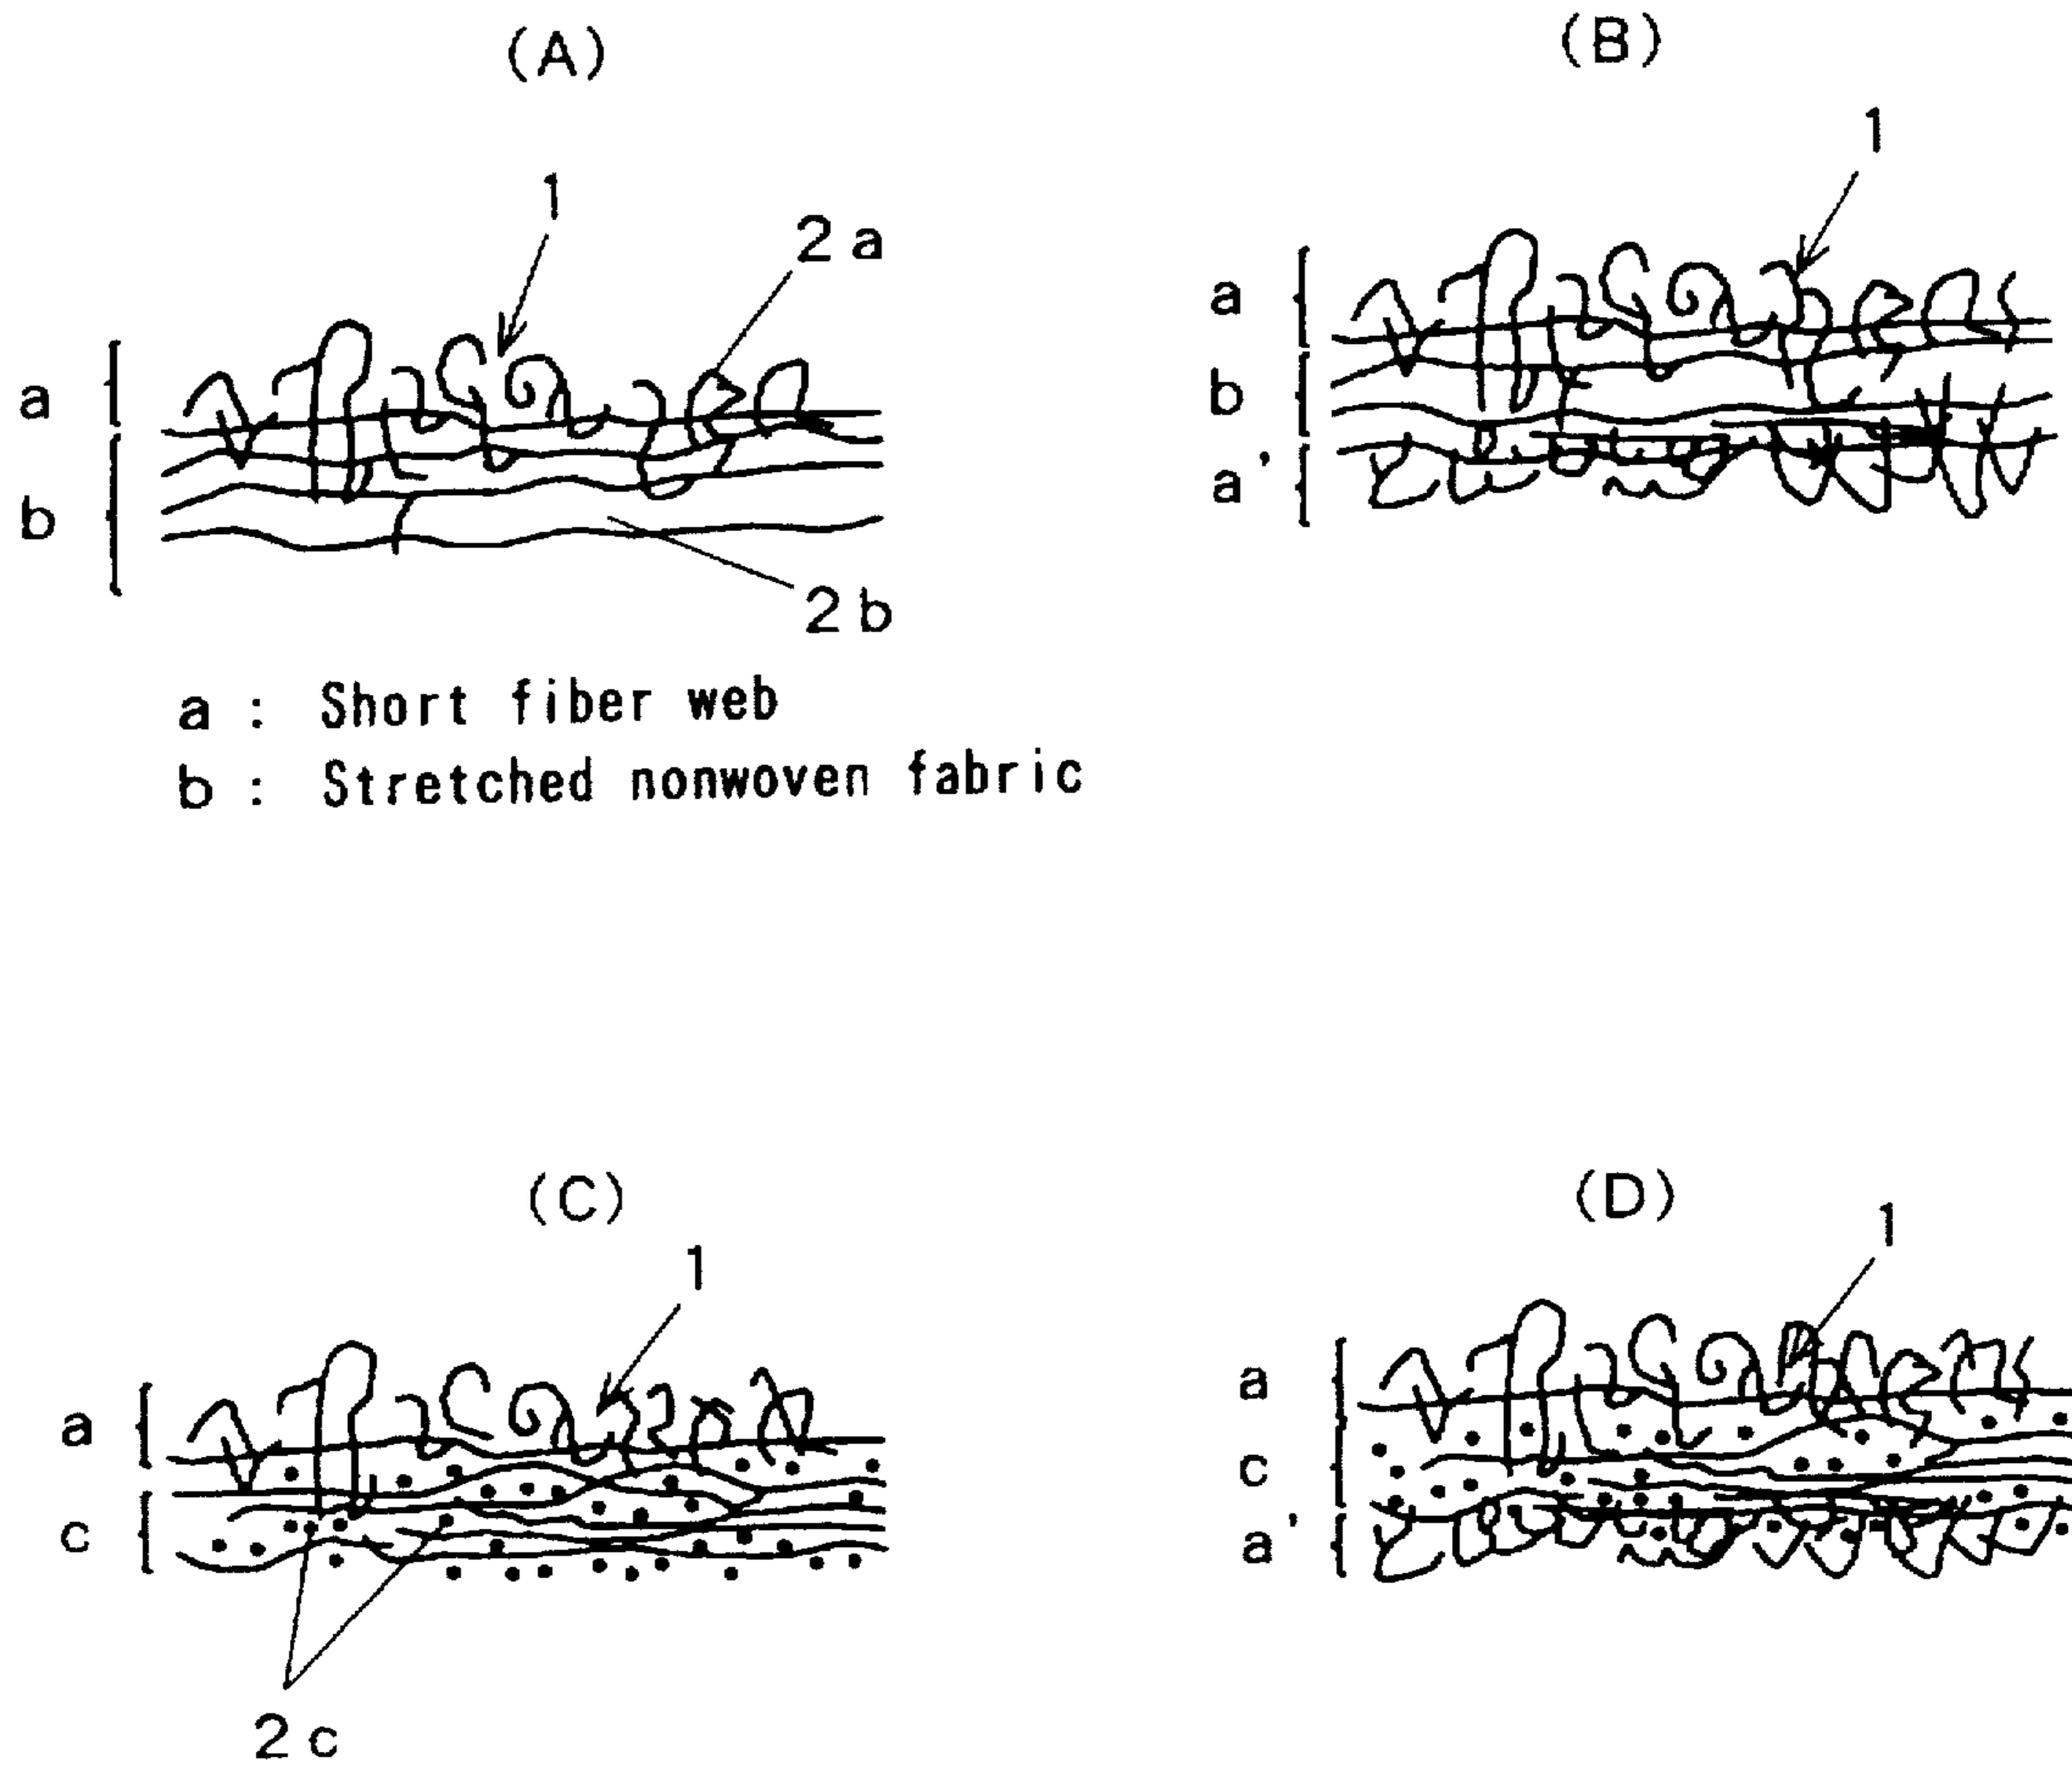 (A)
1
2a
a
b
2b
a : Short fiber web
b : Stretched nonwoven fabric
(B)
1
a
b
a'
(C)
1
a
c
2c
(D)
1
a
c
a'